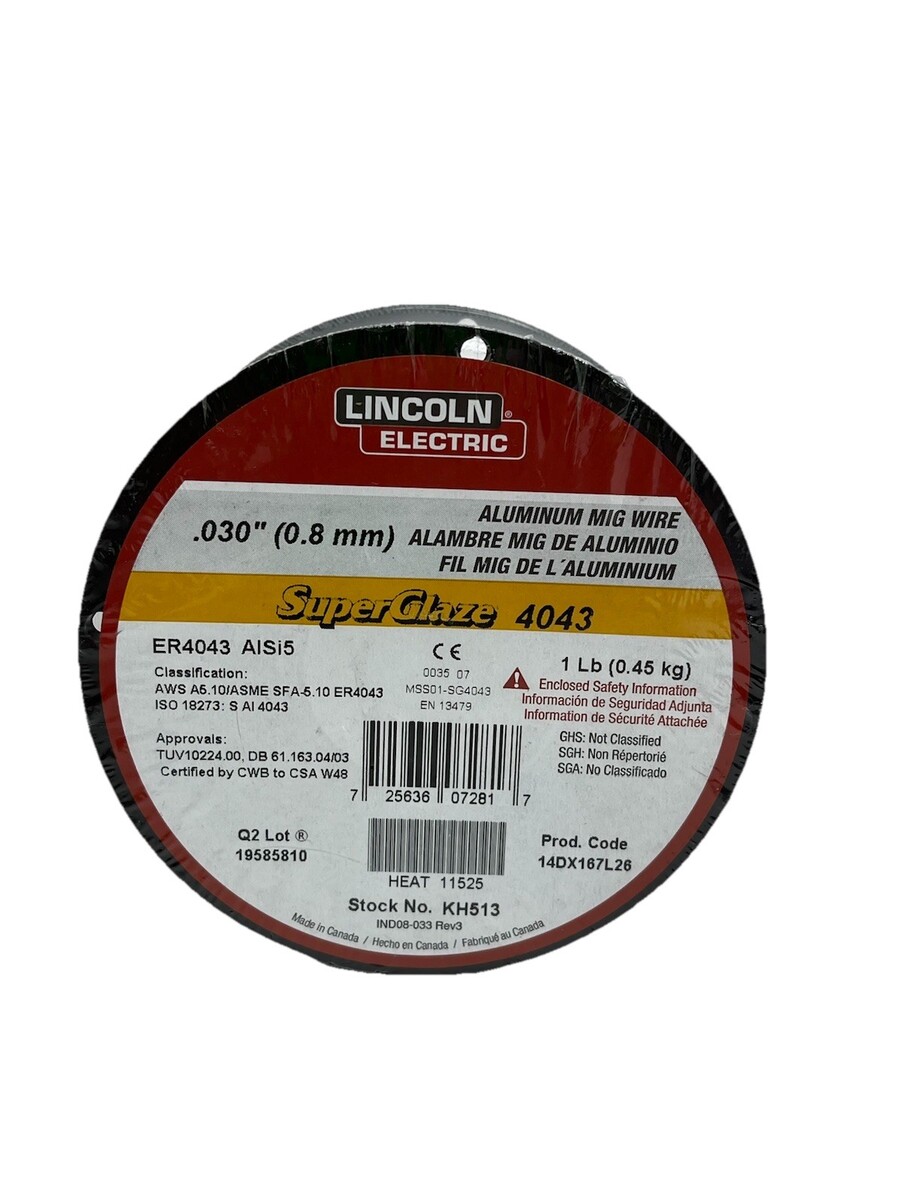 LINCOLN ®
ELECTRIC
.030" (0.8 mm)
ALUMINUM MIG WIRE
ALAMBRE MIG DE ALUMINIO
FIL MIG DE L´ALUMINIUM
SuperGlaze 4043
ER4043 AlSi5
Classification:
AWS A5.10/ASME SFA-5.10 ER4043
ISO 18273: S Al 4043
Approvals:
TUV10224.00, DB 61.163.04/03
Certified by CWB to CSA W48
CE
0035 07
MSS01-SG4043
EN 13479
1 Lb (0.45 kg)
Enclosed Safety Information
Información de Seguridad Adjunta
Information de Sécurité Attachée
GHS: Not Classified
SGH: Non Répertorié
SGA: No Classificado
7 25636 07281 7
Q2 Lot ®
19585810
HEAT 11525
Prod. Code
14DX167L26
Stock No. KH513
IND08-033 Rev3
Made in Canada / Hecho en Canada / Fabriqué au Canada